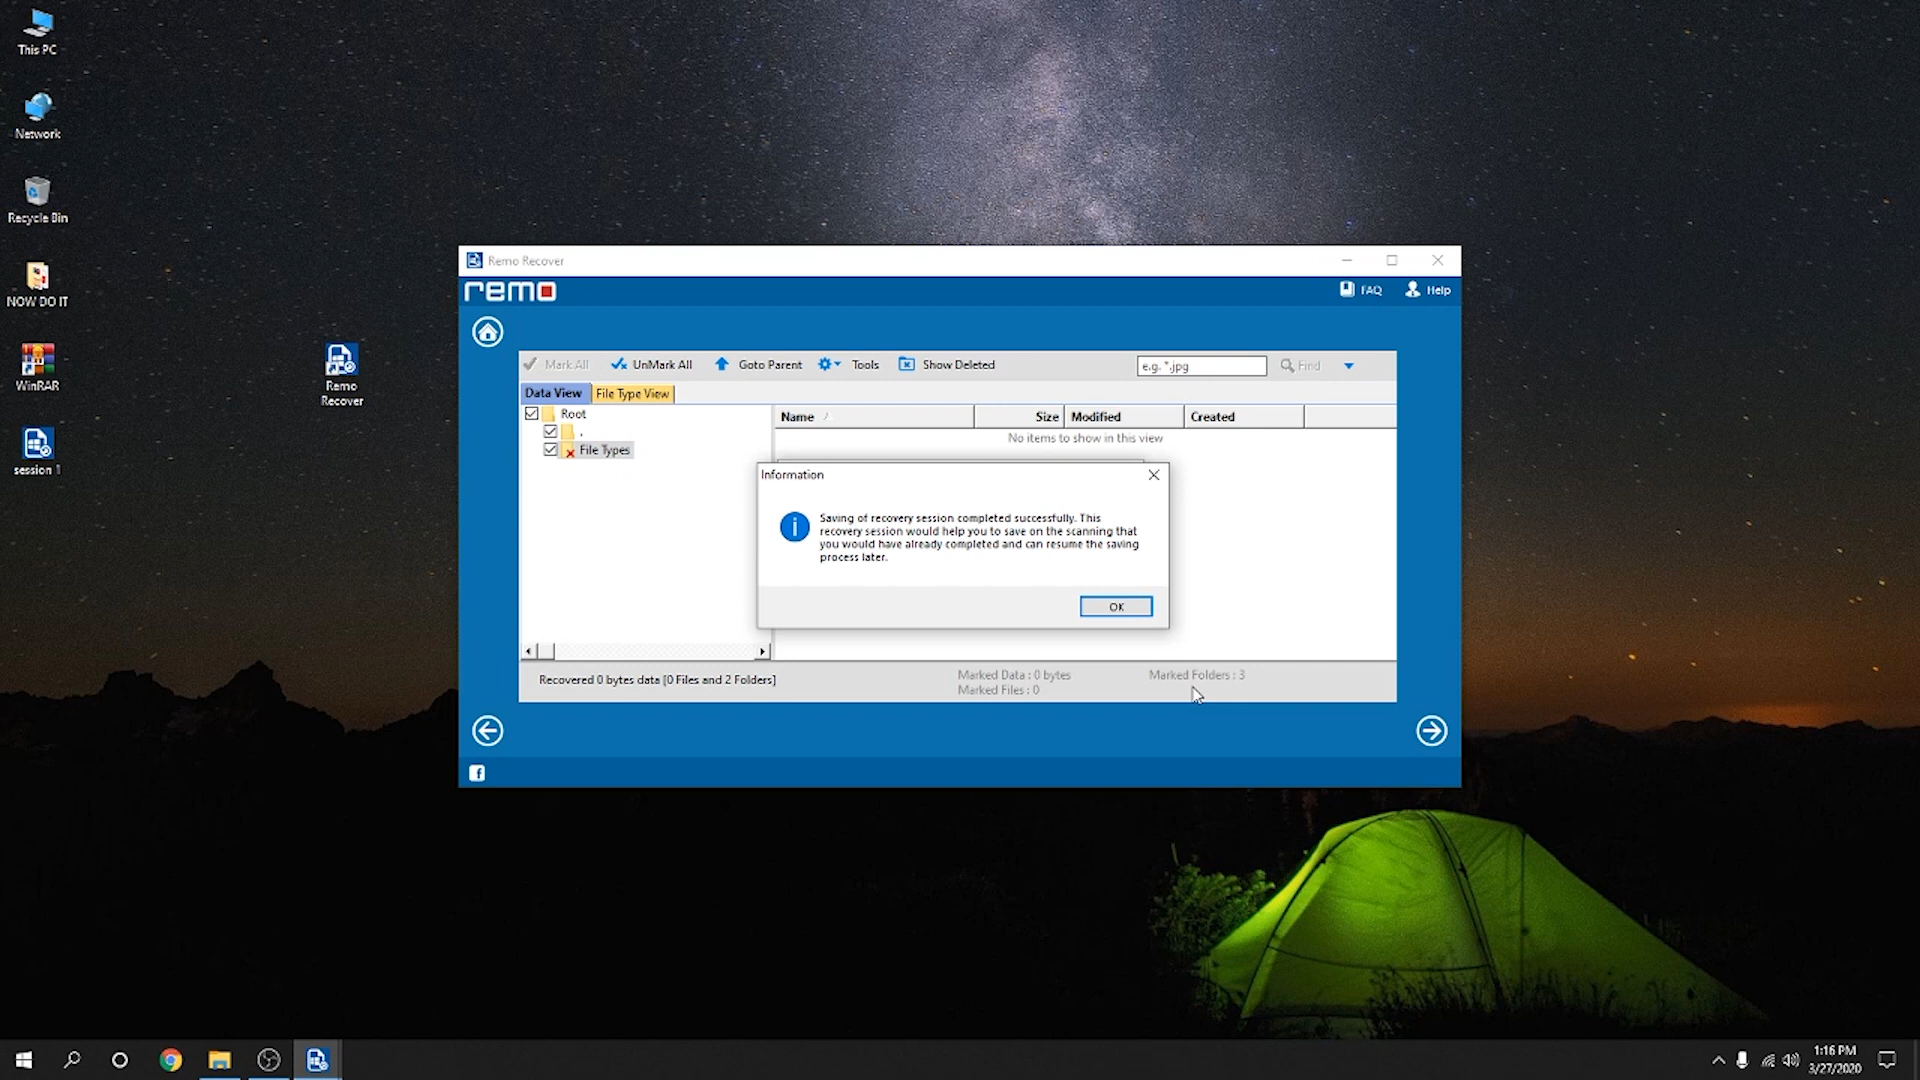 This PC
Network
Recycle Bin
NOW DO IT
WinRAR
session 1
Remo
Recover
Remo Recover
remo
FAQ
Help
Mark All
UnMark All
Goto Parent
Tools
Show Deleted
e.g. *.jpg
Find
Data View
File Type View
Root
.
File Types
Name
Size
Modified
Created
No items to show in this view
Information
Saving of recovery session completed successfully. This
recovery session would help you to save on the scanning that
you would have already completed and can resume the saving
process later.
OK
Recovered 0 bytes data [0 Files and 2 Folders]
Marked Data : 0 bytes
Marked Files : 0
Marked Folders : 3
f
1:16 PM
3/27/2020